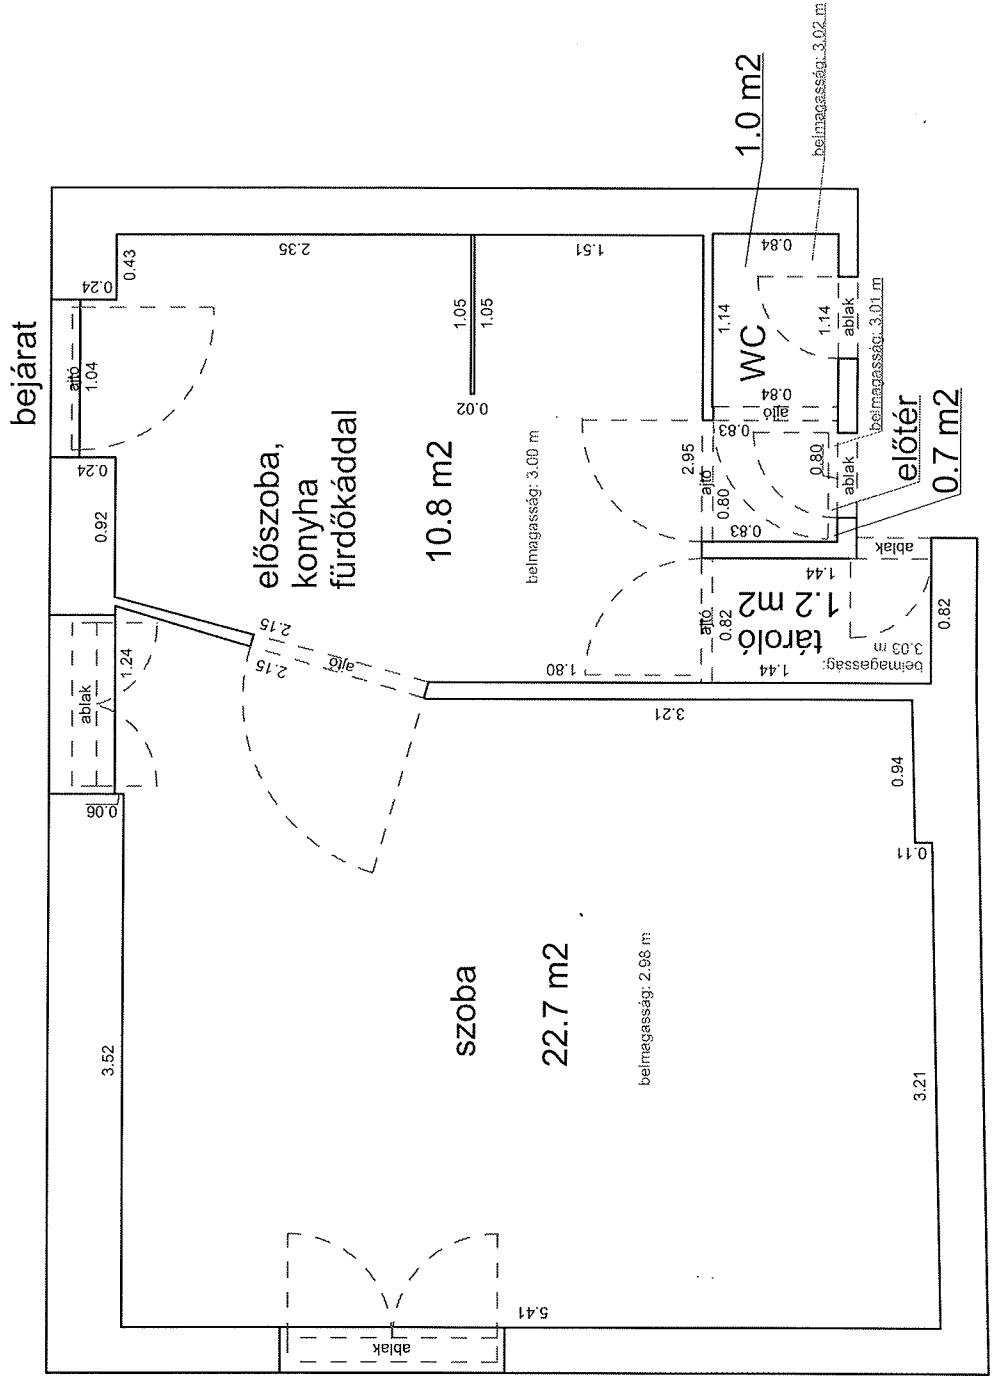 bejárat
ajtó
1.04
0.24
0.43
0.24
0.92
2.35
1.05
1.05
0.02
1.51
előszoba,
konyha
fürdőkáddal
10.8 m2
belmagasság: 3.00 m
2.95
ajtó
0.80
ajtó
0.82
1.80
2.15
2.15
ajtó
ablak
1.24
0.06
3.52
szoba
22.7 m2
belmagasság: 2.98 m
5.41
ablak
3.21
0.11
0.94
3.21
tároló
1.2 m2
belmagasság:
3.03 m
1.44
1.44
0.82
ablak
WC
1.0 m2
belmagasság: 3.02 m
1.14
1.14
0.84
0.84
ajtó
ablak
előtér
0.7 m2
belmagasság: 3.01 m
0.83
0.83
0.80
ablak